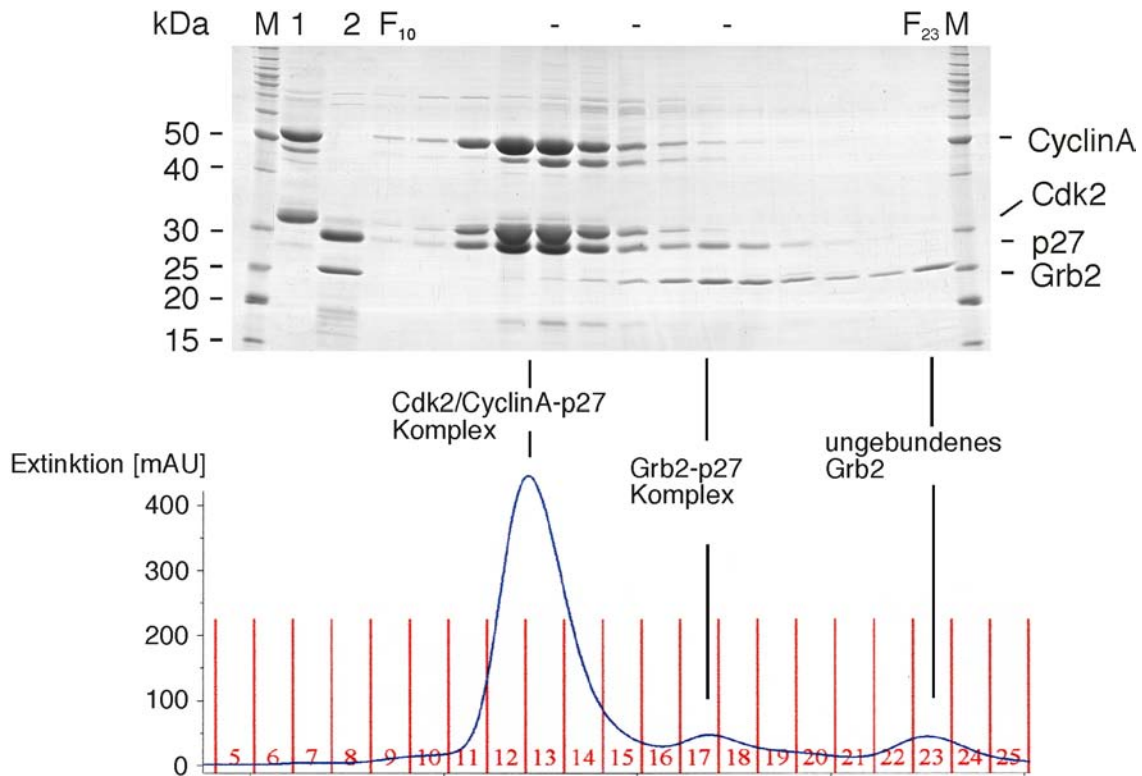 kDa M 1 2 F10 - - - F23 M
50 -
40 -
30 -
25 -
20 -
15 -
- CyclinA
Cdk2
- p27
- Grb2
Cdk2/CyclinA-p27
Komplex
Grb2-p27
Komplex
ungebundenes
Grb2
Extinktion [mAU]
400
300
200
100
0
5 6 7 8 9 10 11 12 13 14 15 16 17 18 19 20 21 22 23 24 25